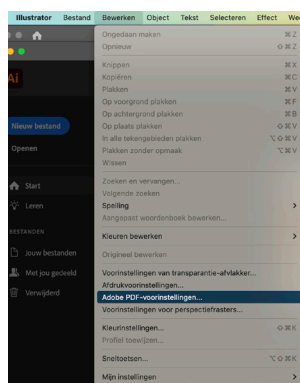 Illustrator Bestand Bewerken Object Tekst Selecteren Effect
Ongedaan maken ⌘Z
Opnieuw ⇧⌘Z
Knippen ⌘X
Kopiëren ⌘C
Plakken ⌘V
Op voorgrond plakken ⌘F
Op achtergrond plakken ⌘B
Op plaats plakken ⇧⌘V
In alle tekengebieden plakken ⌥⇧⌘V
Plakken zonder opmaak ⌥⌘V
Wissen
Zoeken en vervangen...
Volgende zoeken
Spelling
Aangepast woordenboek bewerken...
Kleuren bewerken
Origineel bewerken
Voorinstellingen van transparantie-afvlakker...
Afdrukvoorinstellingen...
Adobe PDF-voorinstellingen...
Voorinstellingen voor perspectiefrasters...
Kleurinstellingen... ⇧⌘K
Profiel toewijzen...
Sneltoetsen... ⌥⇧⌘K
Mijn instellingen
Ai
Nieuw bestand
Openen
Start
Leren
BESTANDEN
Jouw bestanden
Met jou gedeeld
Verwijderd